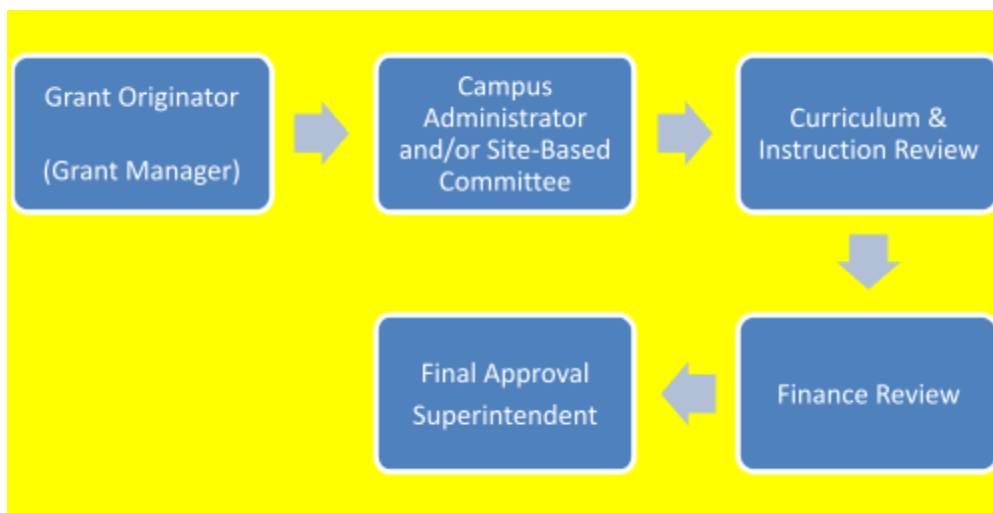 Grant Originator
(Grant Manager)
Campus
Administrator
and/or Site-Based
Committee
Curriculum &
Instruction Review
Finance Review
Final Approval
Superintendent